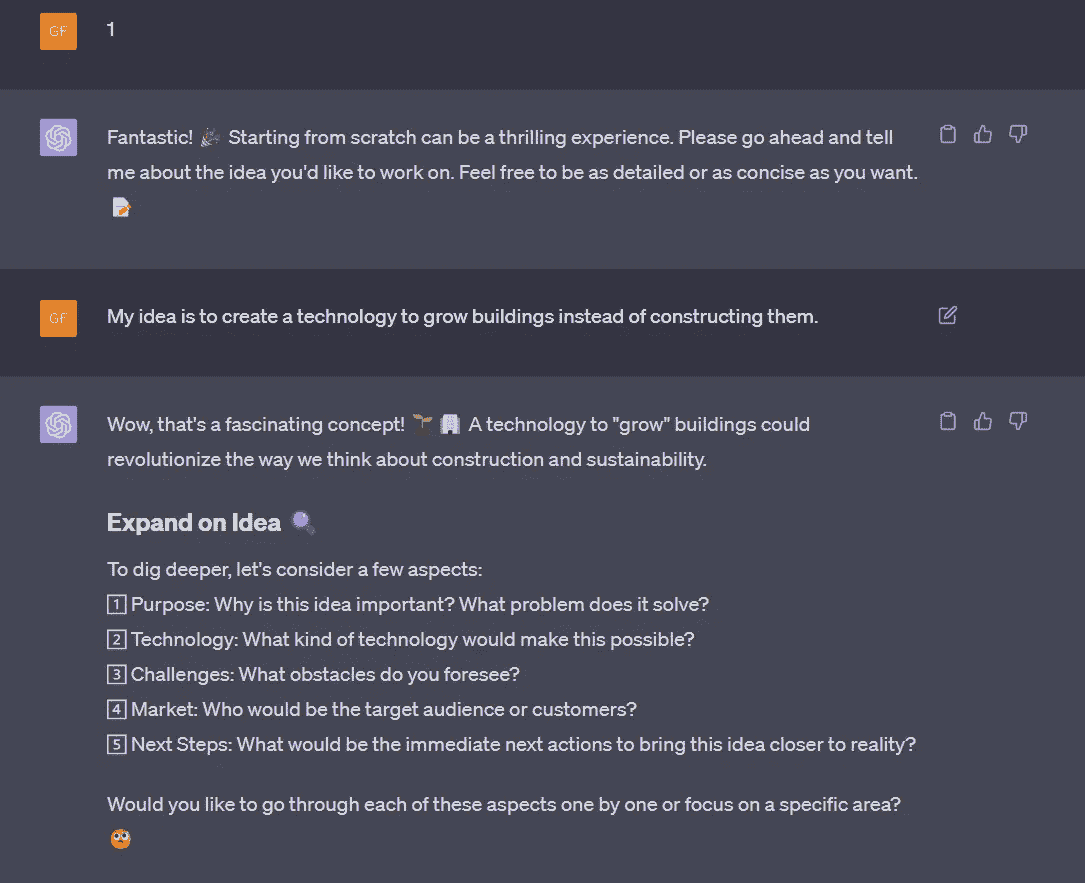 GF 1
Fantastic! 🎉 Starting from scratch can be a thrilling experience. Please go ahead and tell
me about the idea you'd like to work on. Feel free to be as detailed or as concise as you want.
📝
GF My idea is to create a technology to grow buildings instead of constructing them.
Wow, that's a fascinating concept! 🌱🏢 A technology to "grow" buildings could
revolutionize the way we think about construction and sustainability.
Expand on Idea 🔍
To dig deeper, let's consider a few aspects:
1️⃣ Purpose: Why is this idea important? What problem does it solve?
2️⃣ Technology: What kind of technology would make this possible?
3️⃣ Challenges: What obstacles do you foresee?
4️⃣ Market: Who would be the target audience or customers?
5️⃣ Next Steps: What would be the immediate next actions to bring this idea closer to reality?
Would you like to go through each of these aspects one by one or focus on a specific area?